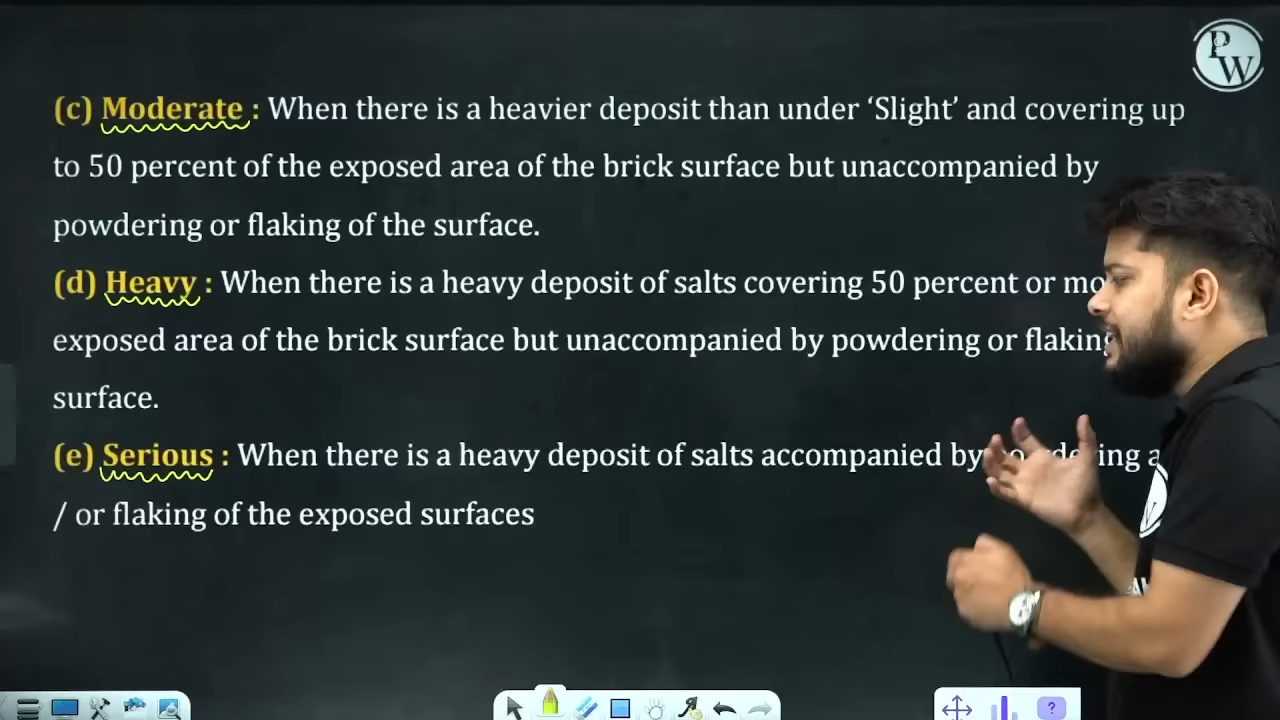 PW
(c) Moderate : When there is a heavier deposit than under ‘Slight’ and covering up
to 50 percent of the exposed area of the brick surface but unaccompanied by
powdering or flaking of the surface.
(d) Heavy : When there is a heavy deposit of salts covering 50 percent or
exposed area of the brick surface but unaccompanied by powdering or flaking
surface.
(e) Serious : When there is a heavy deposit of salts accompanied by
/ or flaking of the exposed surfaces